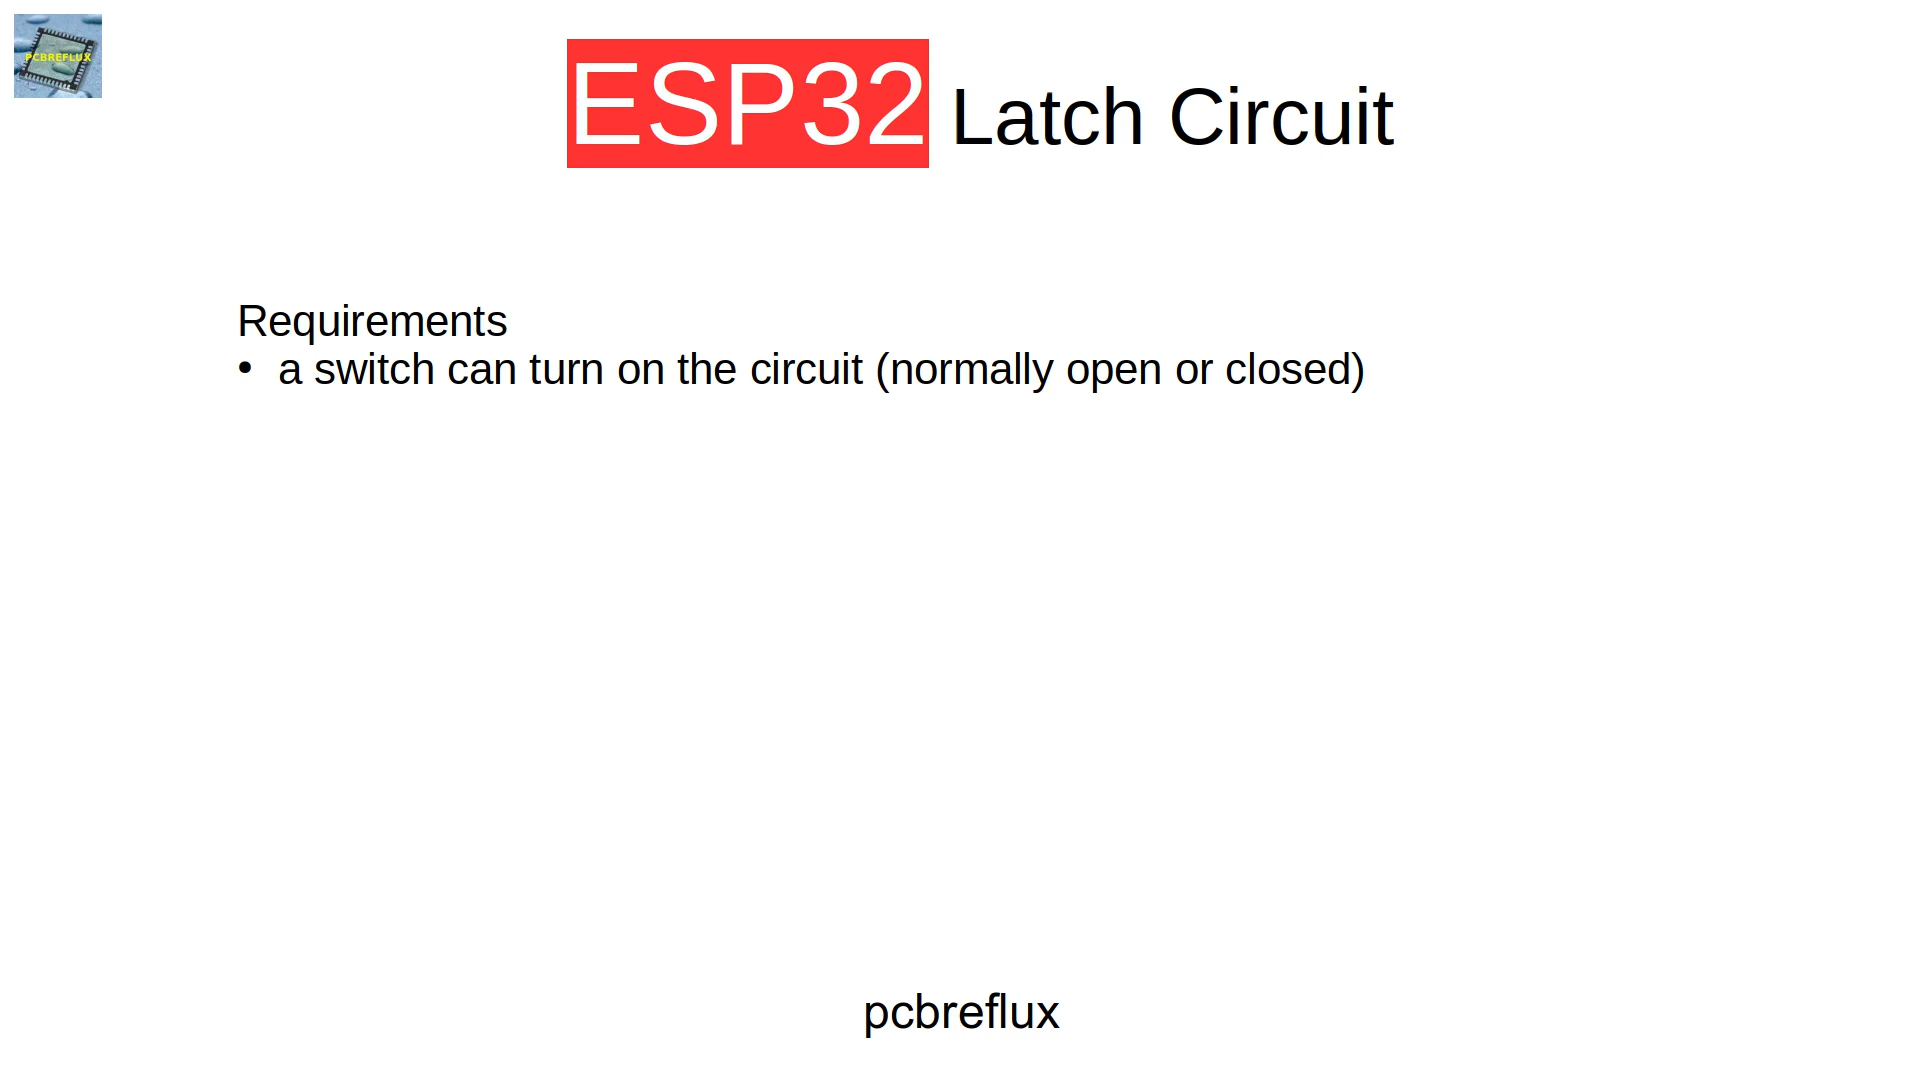 PCBREFLUX
ESP32 Latch Circuit
Requirements
• a switch can turn on the circuit (normally open or closed)
pcbreflux